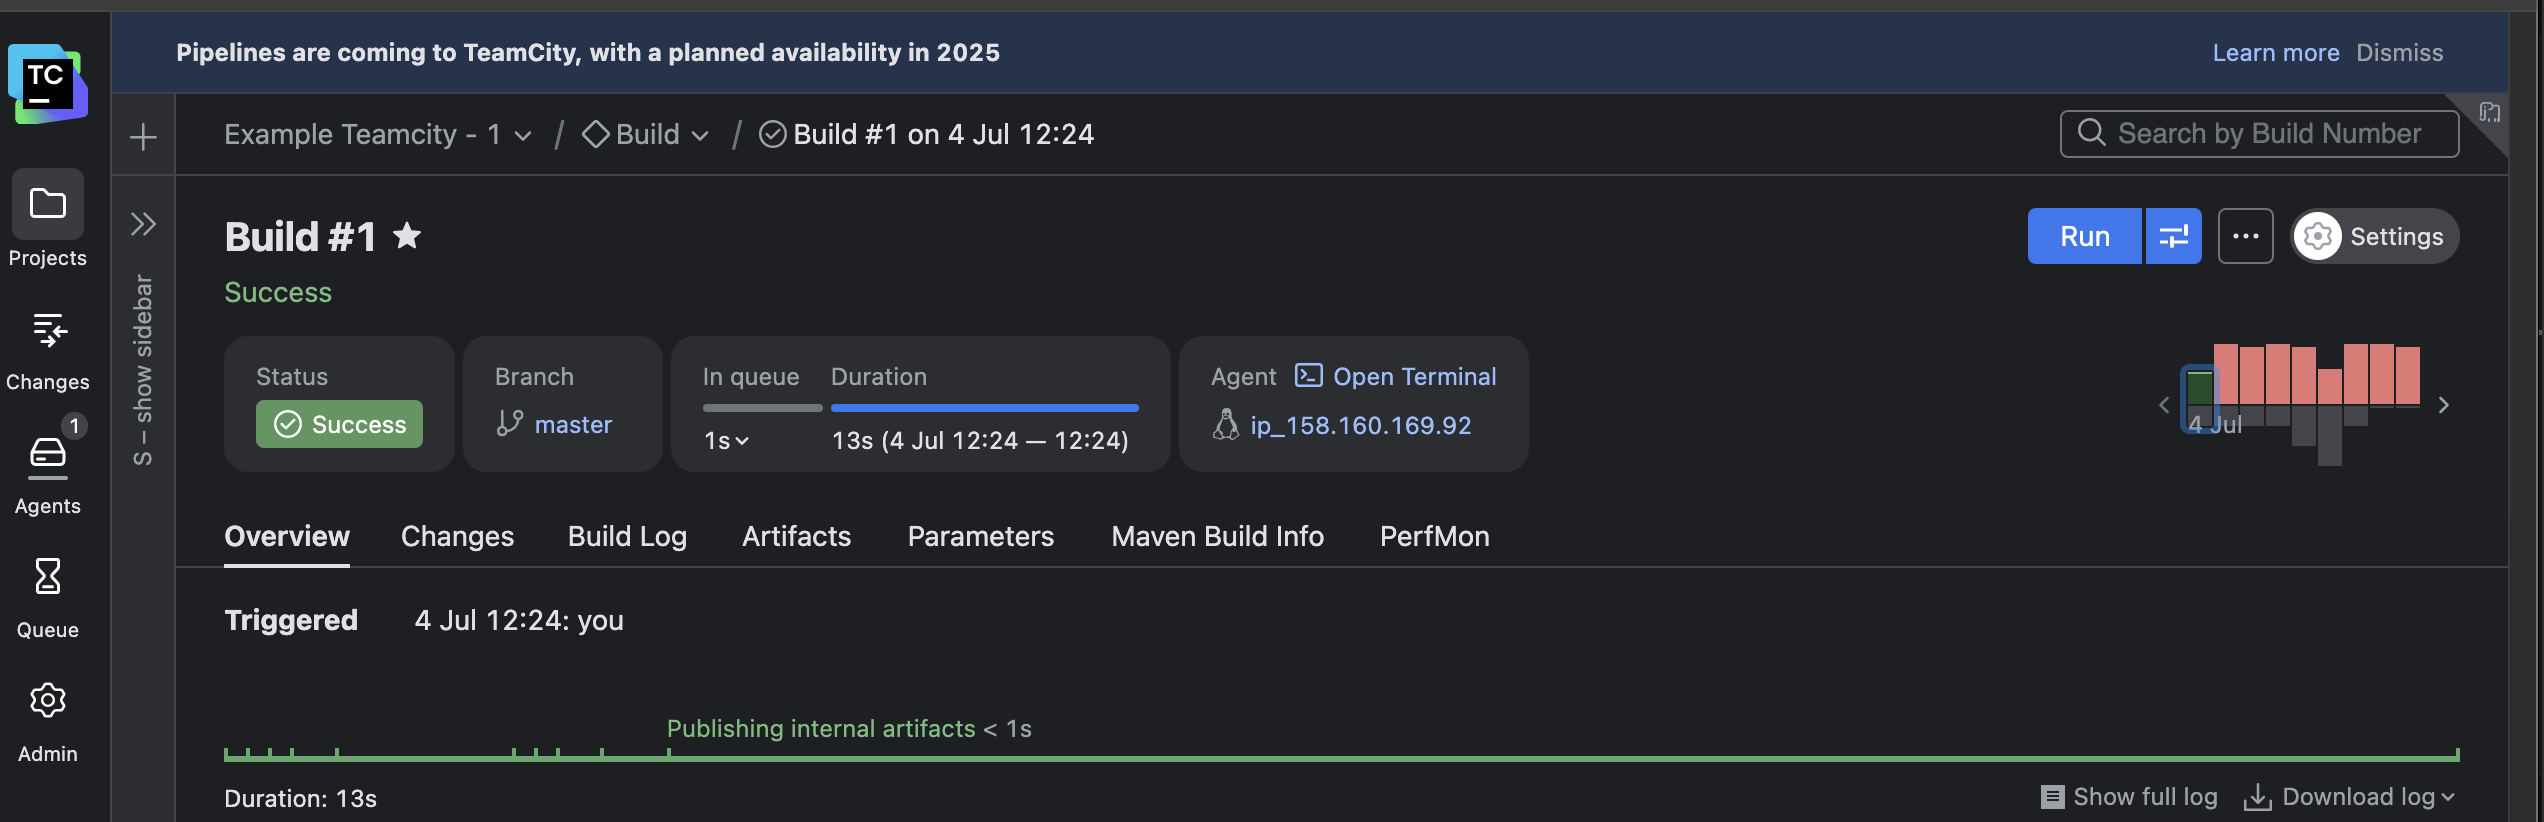 Pipelines are coming to TeamCity, with a planned availability in 2025
Learn more Dismiss
TC
Example Teamcity - 1 / Build / Build #1 on 4 Jul 12:24
Search by Build Number
Projects
Changes
1
Agents
Queue
Admin
S – show sidebar
Build #1
Run
Settings
Success
Status
Success
Branch
master
In queue
1s
Duration
13s (4 Jul 12:24 — 12:24)
Agent Open Terminal
ip_158.160.169.92
4 Jul
Overview Changes Build Log Artifacts Parameters Maven Build Info PerfMon
Triggered 4 Jul 12:24: you
Publishing internal artifacts < 1s
Duration: 13s
Show full log Download log